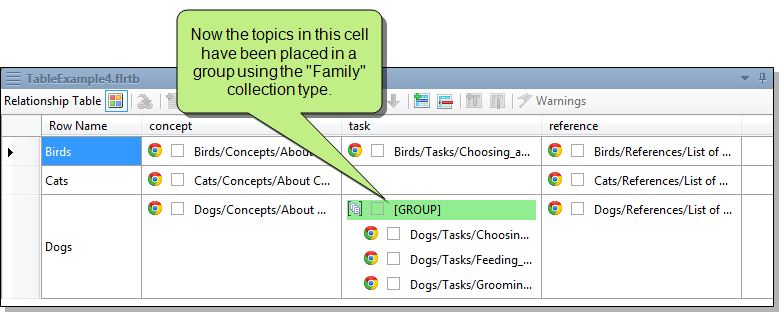 Now the topics in this cell
have been placed in a
group using the "Family"
collection type.
TableExample4.flrtb
Relationship Table
Warnings
Row Name concept task reference
Birds Birds/Concepts/About... Birds/Tasks/Choosing_a... Birds/References/List of ...
Cats Cats/Concepts/About C... Cats/References/List of ...
Dogs/Concepts/About ... [GROUP] Dogs/References/List of ...
Dogs/Tasks/Choosin...
Dogs Dogs/Tasks/Feeding_...
Dogs/Tasks/Groomin...